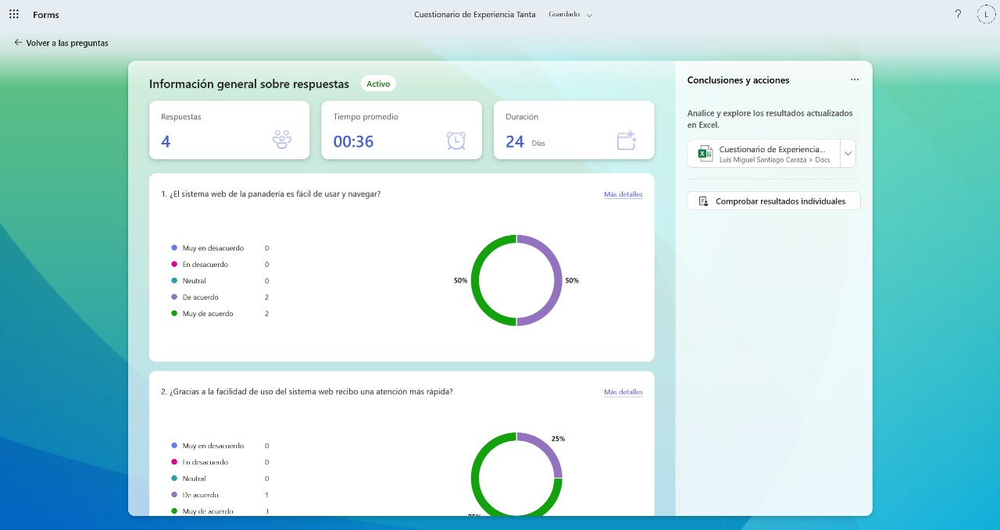 Forms
Cuestionario de Experiencia Tanta
Guardado
?
L
Volver a las preguntas
Información general sobre respuestas
Activo
Respuestas
4
Tiempo promedio
00:36
Duración
24 Días
1. ¿El sistema web de la panadería es fácil de usar y navegar?
Más detalles
Muy en desacuerdo 0
En desacuerdo 0
Neutral 0
De acuerdo 2
Muy de acuerdo 2
50%
50%
2. ¿Gracias a la facilidad de uso del sistema web recibo una atención más rápida?
Más detalles
Muy en desacuerdo 0
En desacuerdo 0
Neutral 0
De acuerdo 1
Muy de acuerdo 3
25%
75%
Conclusiones y acciones
...
Analice y explore los resultados actualizados
en Excel.
Cuestionario de Experiencia...
Luis Miguel Santiago Caraza > Docu
Comprobar resultados individuales